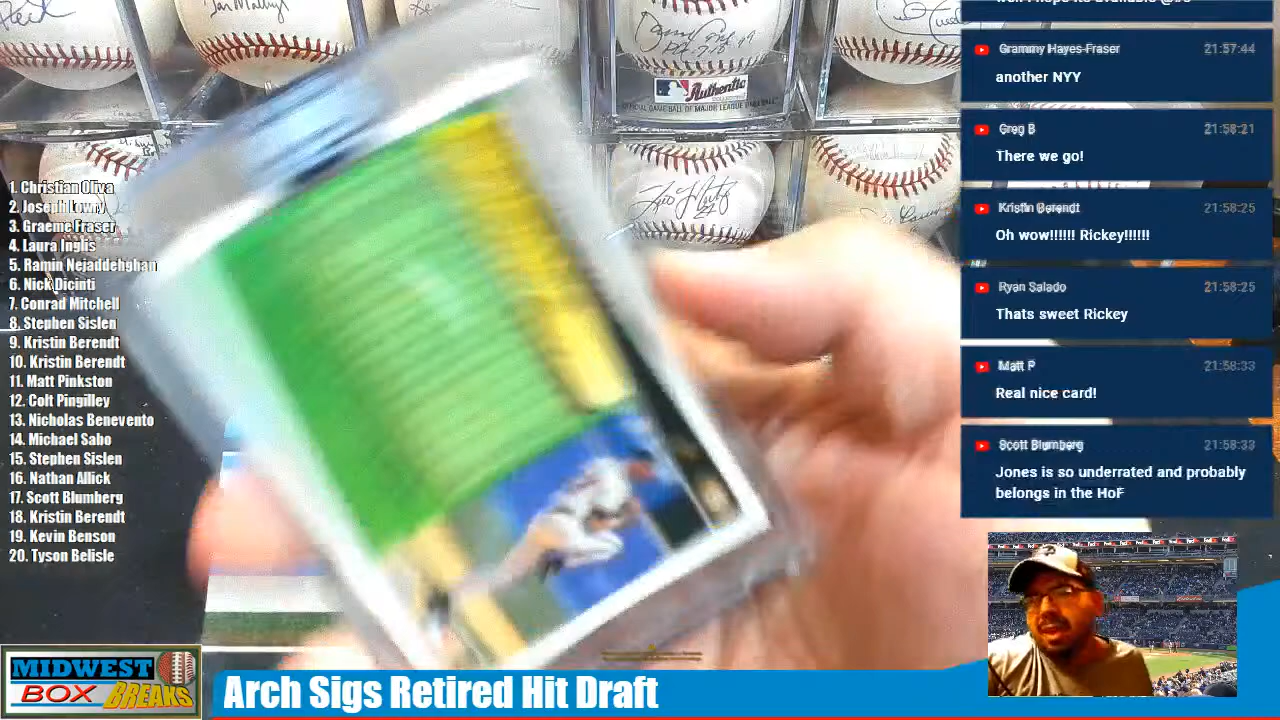 Authentic
1. Christian Oliva
2. Joseph Lowry
3. Graeme Fraser
4. Laura Inglis
5. Ramin Nejaddehghan
6. Nick Dicinti
7. Conrad Mitchell
8. Stephen Sislen
9. Kristin Berendt
10. Kristin Berendt
11. Matt Pinkston
12. Colt Pingilley
13. Nicholas Benevento
14. Michael Sabo
15. Stephen Sislen
16. Nathan Allick
17. Scott Blumberg
18. Kristin Berendt
19. Kevin Benson
20. Tyson Belisle
Grammy Hayes-Fraser 21:57:44
another NYY
Greg B 21:58:21
There we go!
Kristin Berendt 21:58:25
Oh wow!!!!!! Rickey!!!!!!
Ryan Salado 21:58:25
Thats sweet Rickey
Matt P 21:58:33
Real nice card!
Scott Blumberg 21:58:33
Jones is so underrated and probably
belongs in the HoF
MIDWEST
BOX BREAKS
Arch Sigs Retired Hit Draft